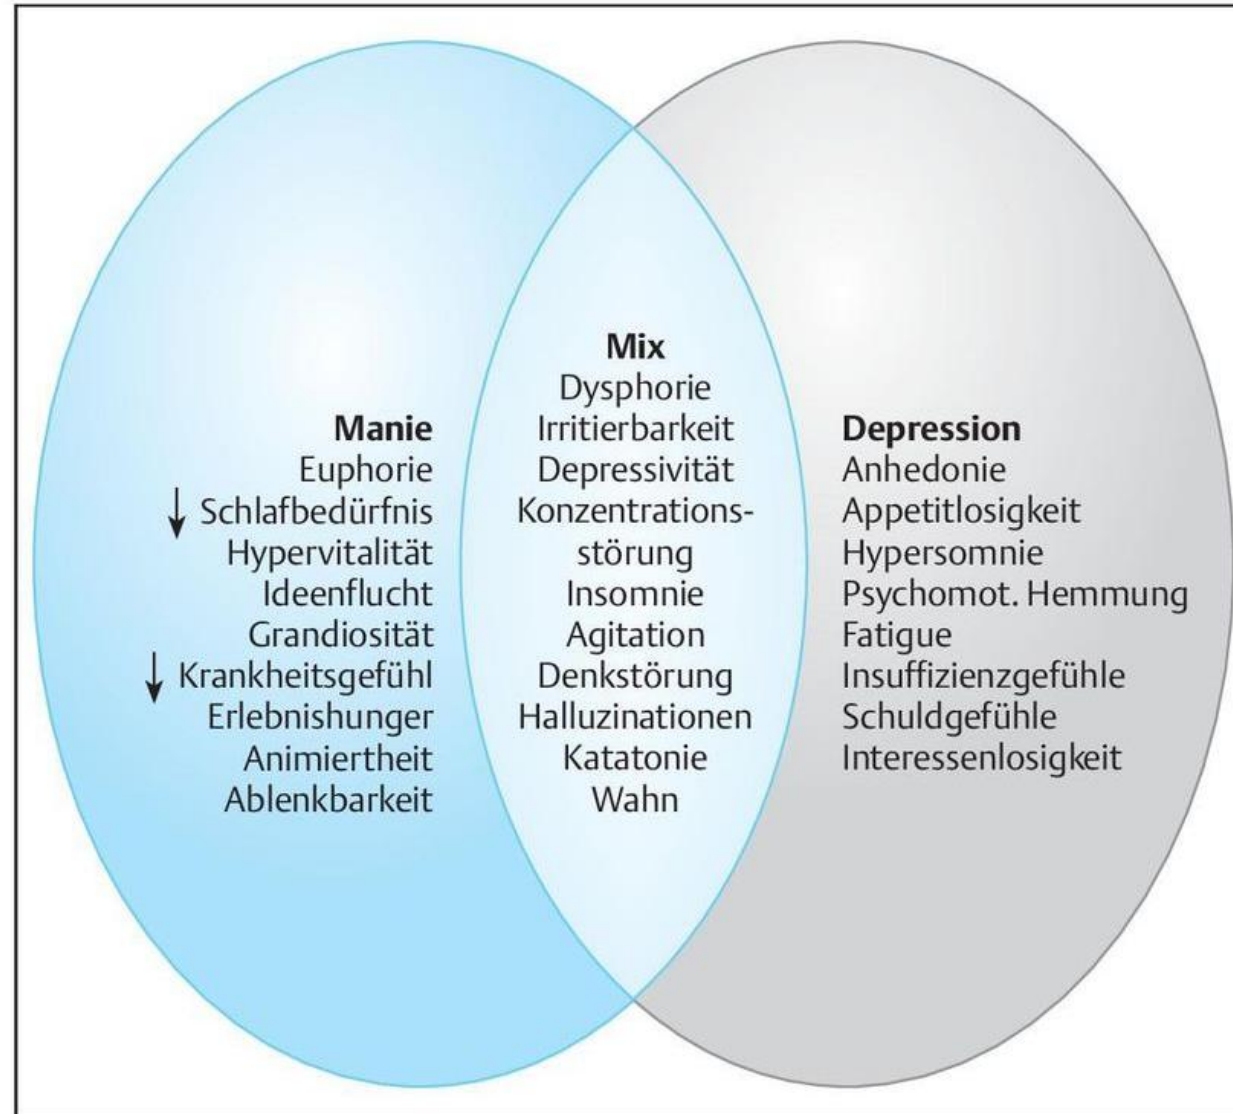 Manie
Euphorie
↓ Schlafbedürfnis
Hypervitalität
Ideenflucht
Grandiosität
↓ Krankheitsgefühl
Erlebnishunger
Animiertheit
Ablenkbarkeit
Mix
Dysphorie
Irritierbarkeit
Depressivität
Konzentrations-
störung
Insomnie
Agitation
Denkstörung
Halluzinationen
Katatonie
Wahn
Depression
Anhedonie
Appetitlosigkeit
Hypersomnie
Psychomot. Hemmung
Fatigue
Insuffizienzgefühle
Schuldgefühle
Interessenlosigkeit